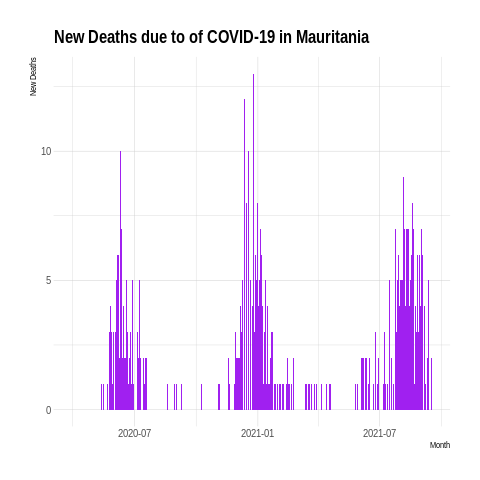 New Deaths due to of COVID-19 in Mauritania
New Deaths
10
5
0
2020-07
2021-01
2021-07
Month